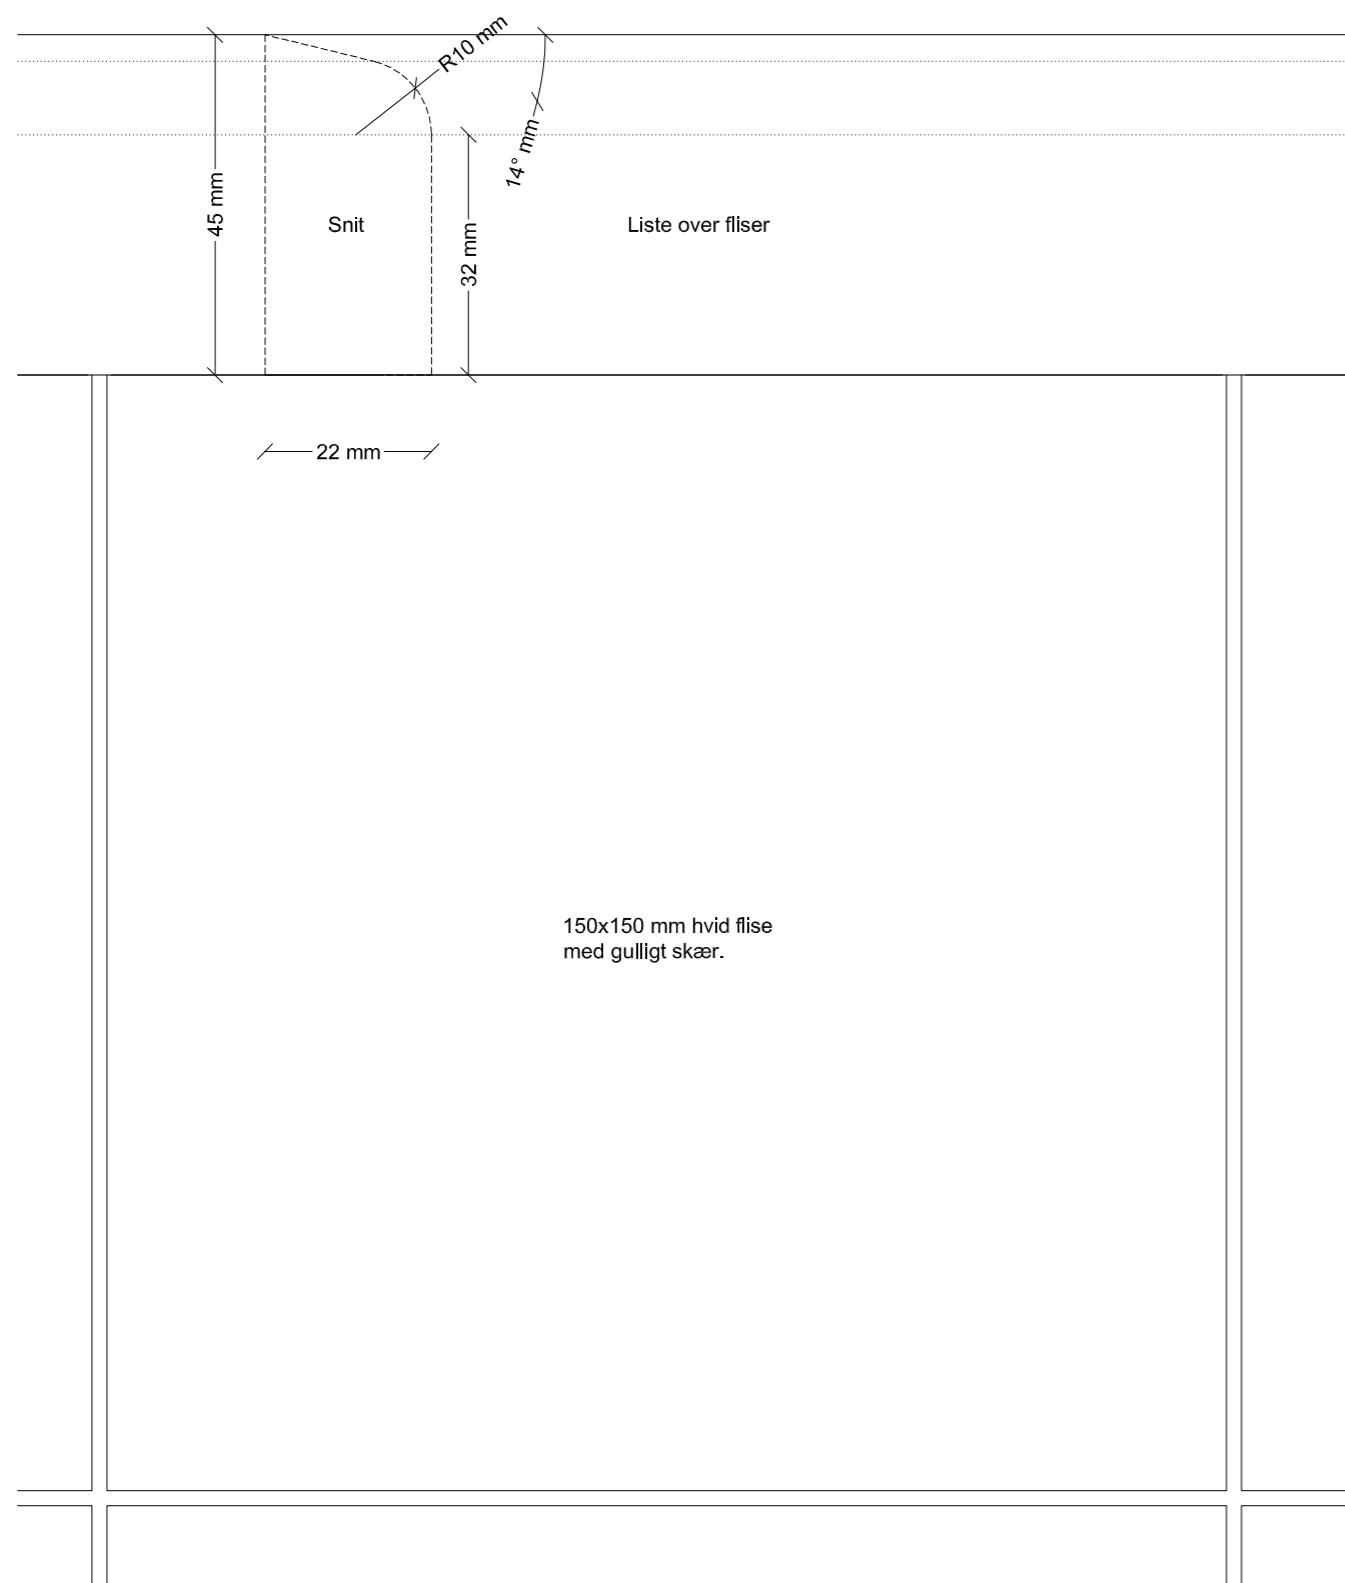 R10 mm
14° mm
45 mm
Snit
Liste over fliser
32 mm
22 mm
150x150 mm hvid flise
med gulligt skær.